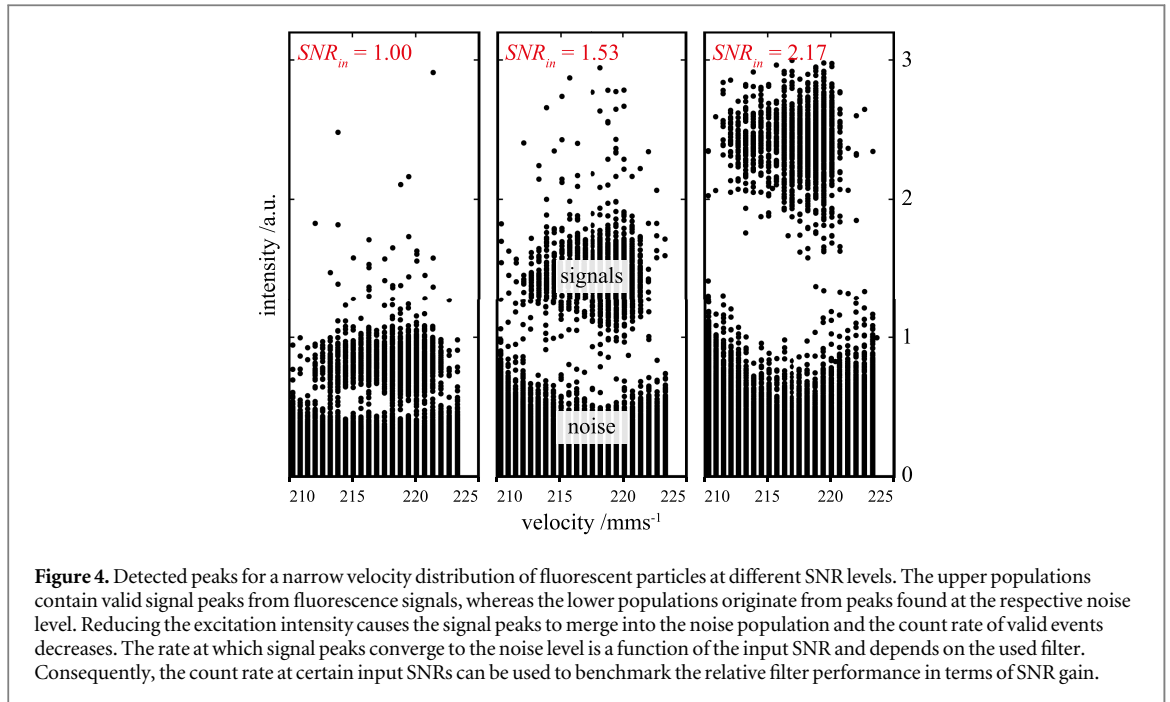 SNRin = 1.00
SNRin = 1.53
SNRin = 2.17
3
2
1
0
intensity /a.u.
signals
noise
210 215 220 225
210 215 220 225
210 215 220 225
velocity /mms-1
Figure 4. Detected peaks for a narrow velocity distribution of fluorescent particles at different SNR levels. The upper populations
contain valid signal peaks from fluorescence signals, whereas the lower populations originate from peaks found at the respective noise
level. Reducing the excitation intensity causes the signal peaks to merge into the noise population and the count rate of valid events
decreases. The rate at which signal peaks converge to the noise level is a function of the input SNR and depends on the used filter.
Consequently, the count rate at certain input SNRs can be used to benchmark the relative filter performance in terms of SNR gain.